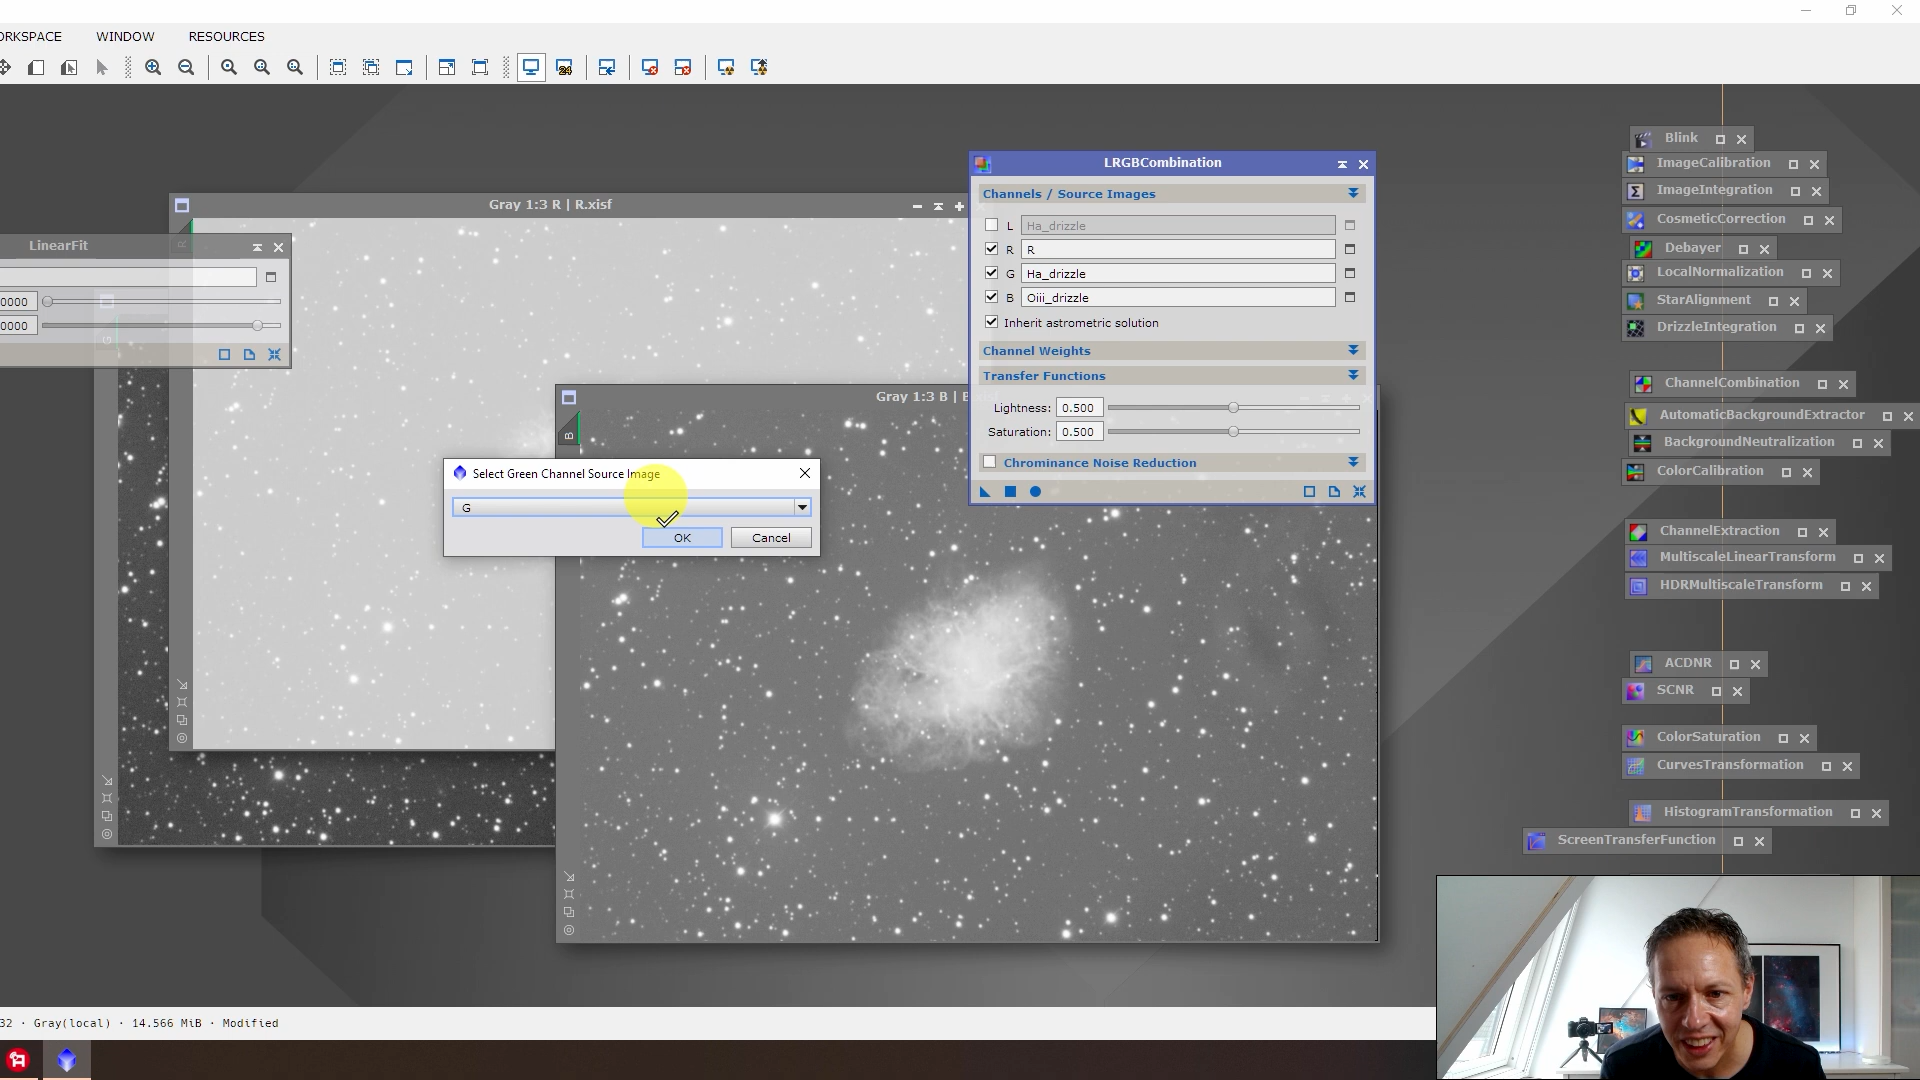 ORKSPACE WINDOW RESOURCES
24
Gray 1:3 R | R.xisf
LinearFit
R
0000
0000
G
Gray 1:3 B | B
B
Select Green Channel Source Image
G
OK Cancel
LRGBCombination
Channels / Source Images
L Ha_drizzle
R R
G Ha_drizzle
B Oiii_drizzle
Inherit astrometric solution
Channel Weights
Transfer Functions
Lightness: 0.500
Saturation: 0.500
Chrominance Noise Reduction
Blink
ImageCalibration
ImageIntegration
CosmeticCorrection
Debayer
LocalNormalization
StarAlignment
DrizzleIntegration
ChannelCombination
AutomaticBackgroundExtractor
BackgroundNeutralization
ColorCalibration
ChannelExtraction
MultiscaleLinearTransform
HDRMultiscaleTransform
ACDNR
SCNR
ColorSaturation
CurvesTransformation
HistogramTransformation
ScreenTransferFunction
32 · Gray(local) · 14.566 MiB · Modified